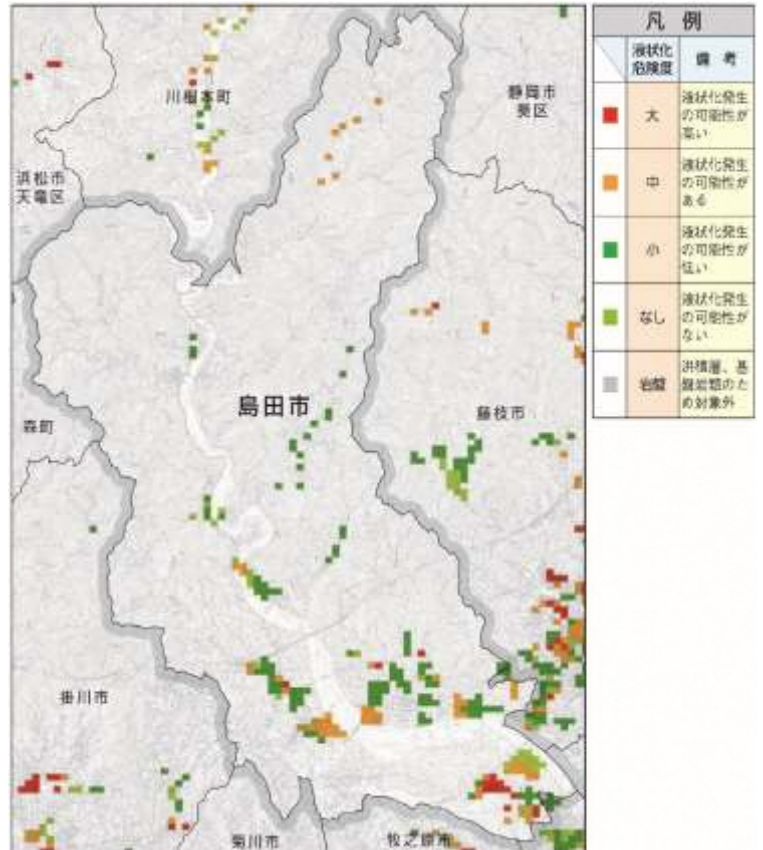 川根本町
静岡市
葵区
浜松市
天竜区
島田市
藤枝市
森町
掛川市
菊川市
牧之原市
凡 例
液状化
危険度
備 考
大
液状化発生
の可能性が
高い
中
液状化発生
の可能性が
ある
小
液状化発生
の可能性が
低い
なし
液状化発生
の可能性が
ない
岩盤
洪積層、基
盤岩類のた
め対象外